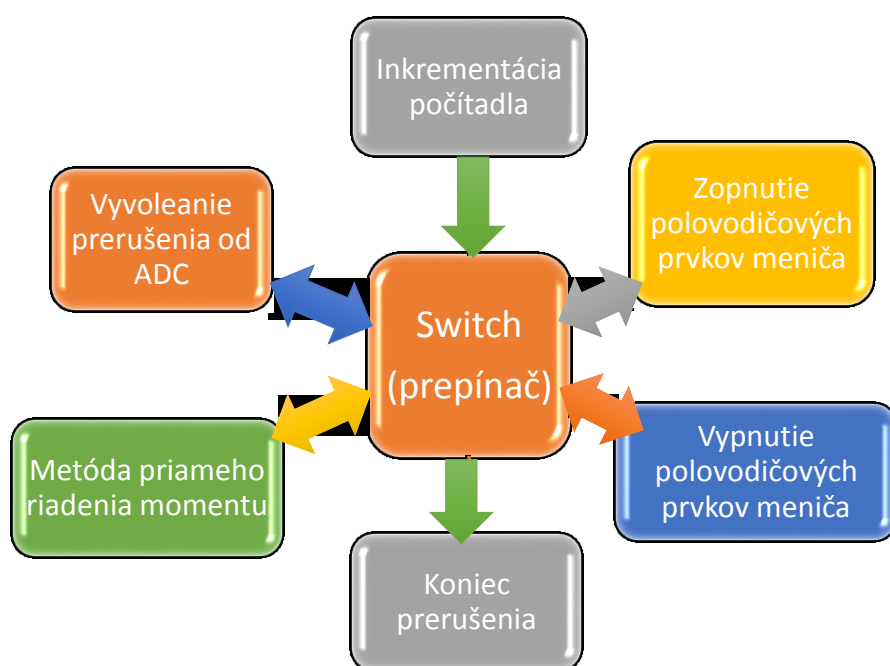 Inkrementácia
počítadla
Vyvoleanie
prerušenia od
ADC
Zopnutie
polovodičových
prvkov meniča
Switch
(prepínač)
Metóda priameho
riadenia momentu
Vypnutie
polovodičových
prvkov meniča
Koniec
prerušenia